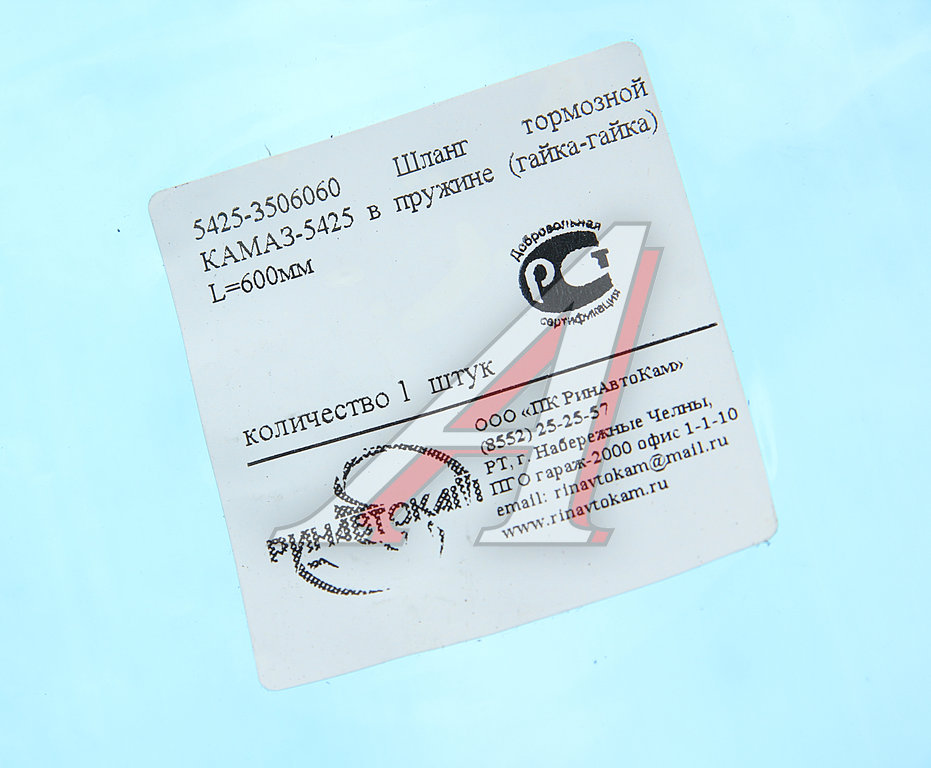 5425-3506060 Шланг тормозной
КАМАЗ-5425 в пружине (гайка-гайка)
L=600мм
Добровольная
РСТ
сертификация
количество 1 штук
ООО «ПК РинАвтоКам»
(8552) 25-25-57
РТ, г. Набережные Челны,
ПГО гараж-2000 офис 1-1-10
email: rinavtokam@mail.ru
www.rinavtokam.ru
РИНАВТОКАМ